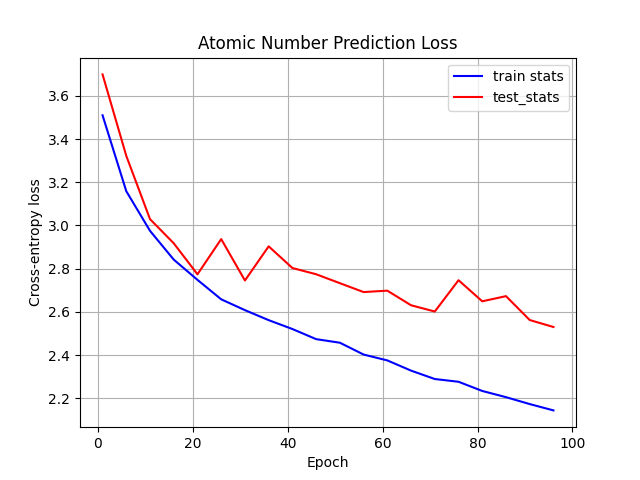 Atomic Number Prediction Loss
train stats
test_stats
Cross-entropy loss
3.6
3.4
3.2
3.0
2.8
2.6
2.4
2.2
0
20
40
60
80
100
Epoch